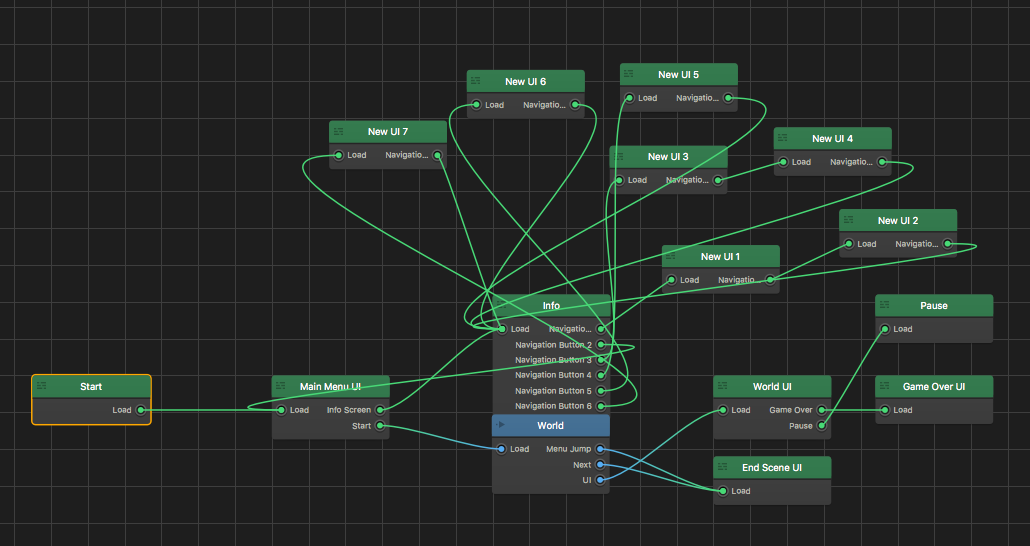 New UI 6
Load Navigatio...
New UI 5
Load Navigatio...
New UI 7
Load Navigatio...
New UI 4
Load Navigatio...
New UI 3
Load Navigatio...
New UI 2
Load Navigatio...
New UI 1
Load Navigatio...
Info
Load Navigatio...
Navigation Button 2
Navigation Button 3
Navigation Button 4
Navigation Button 5
Navigation Button 6
Pause
Load
Start
Load
Main Menu UI
Load Info Screen
Start
World UI
Load Game Over
Pause
Game Over UI
Load
World
Load Menu Jump
Next
UI
End Scene UI
Load